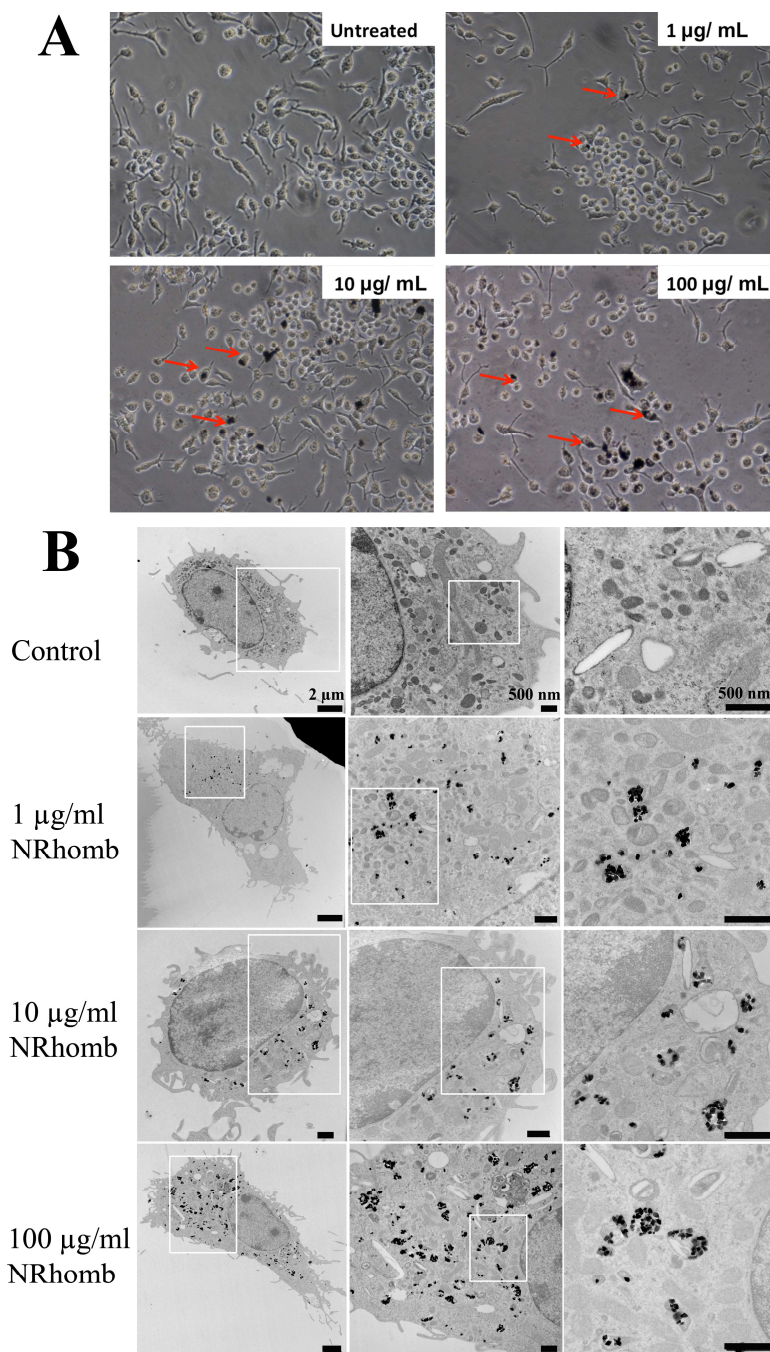 A
Untreated
1 µg/ mL
10 µg/ mL
100 µg/ mL
B
Control
2 µm
500 nm
500 nm
1 µg/ml
NRhomb
10 µg/ml
NRhomb
100 µg/ml
NRhomb